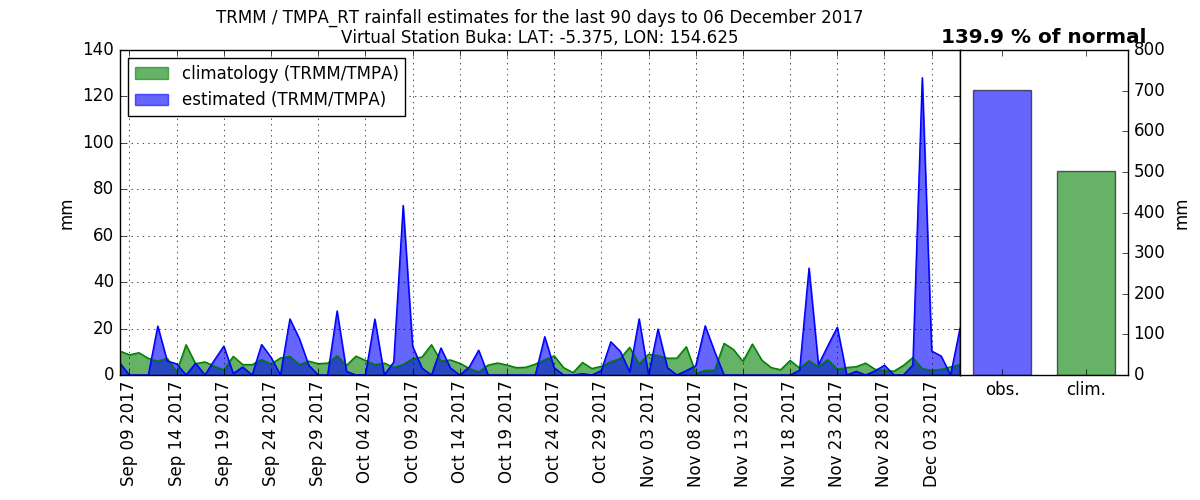 TRMM / TMPA_RT rainfall estimates for the last 90 days to 06 December 2017
Virtual Station Buka: LAT: -5.375, LON: 154.625
139.9 % of normal
climatology (TRMM/TMPA)
estimated (TRMM/TMPA)
140
120
100
80
60
40
20
0
mm
Sep 09 2017
Sep 14 2017
Sep 19 2017
Sep 24 2017
Sep 29 2017
Oct 04 2017
Oct 09 2017
Oct 14 2017
Oct 19 2017
Oct 24 2017
Oct 29 2017
Nov 03 2017
Nov 08 2017
Nov 13 2017
Nov 18 2017
Nov 23 2017
Nov 28 2017
Dec 03 2017
obs.
clim.
800
700
600
500
400
300
200
100
0
mm